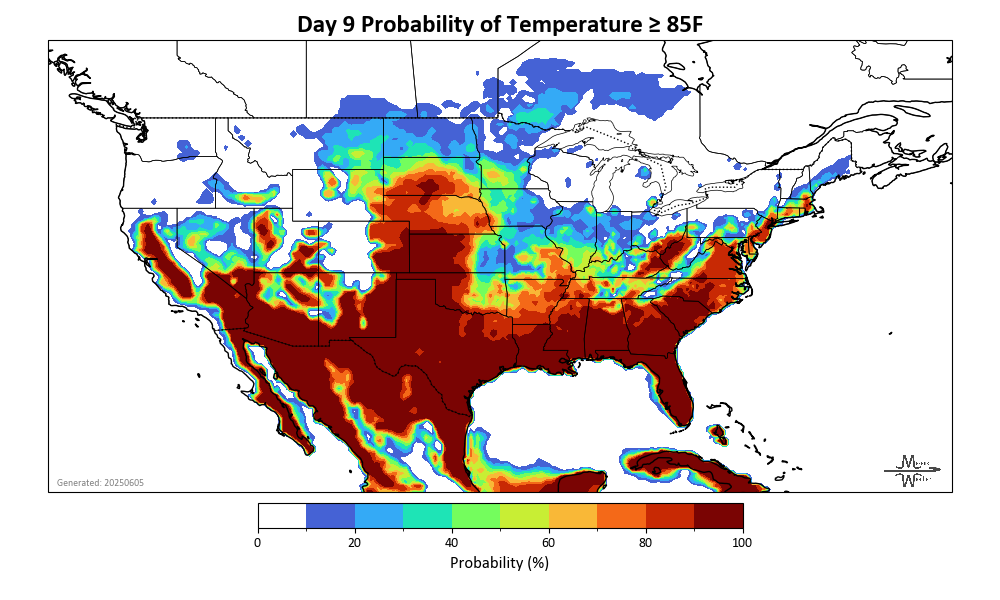 Day 9 Probability of Temperature ≥ 85F
Generated: 20250605
0 20 40 60 80 100
Probability (%)